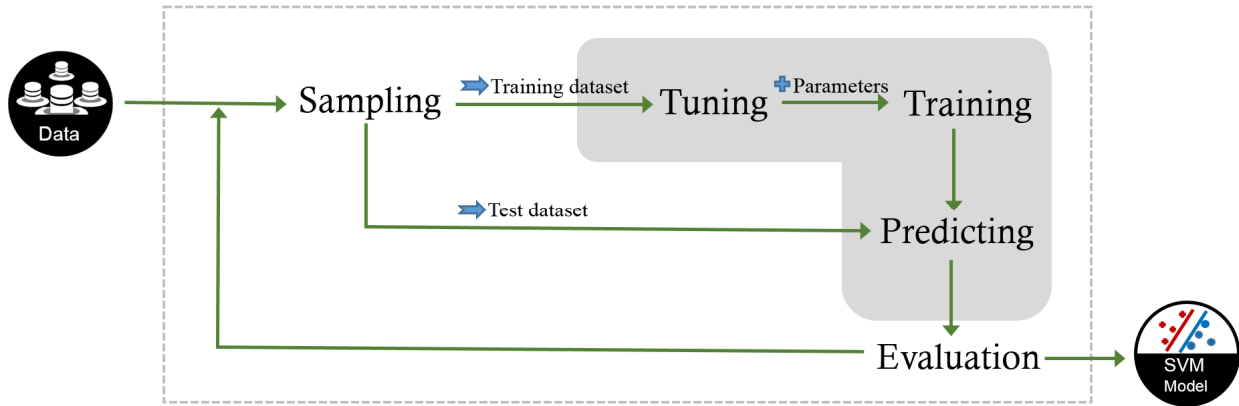 Data
Sampling
Training dataset
Tuning
Parameters
Training
Test dataset
Predicting
Evaluation
SVM
Model